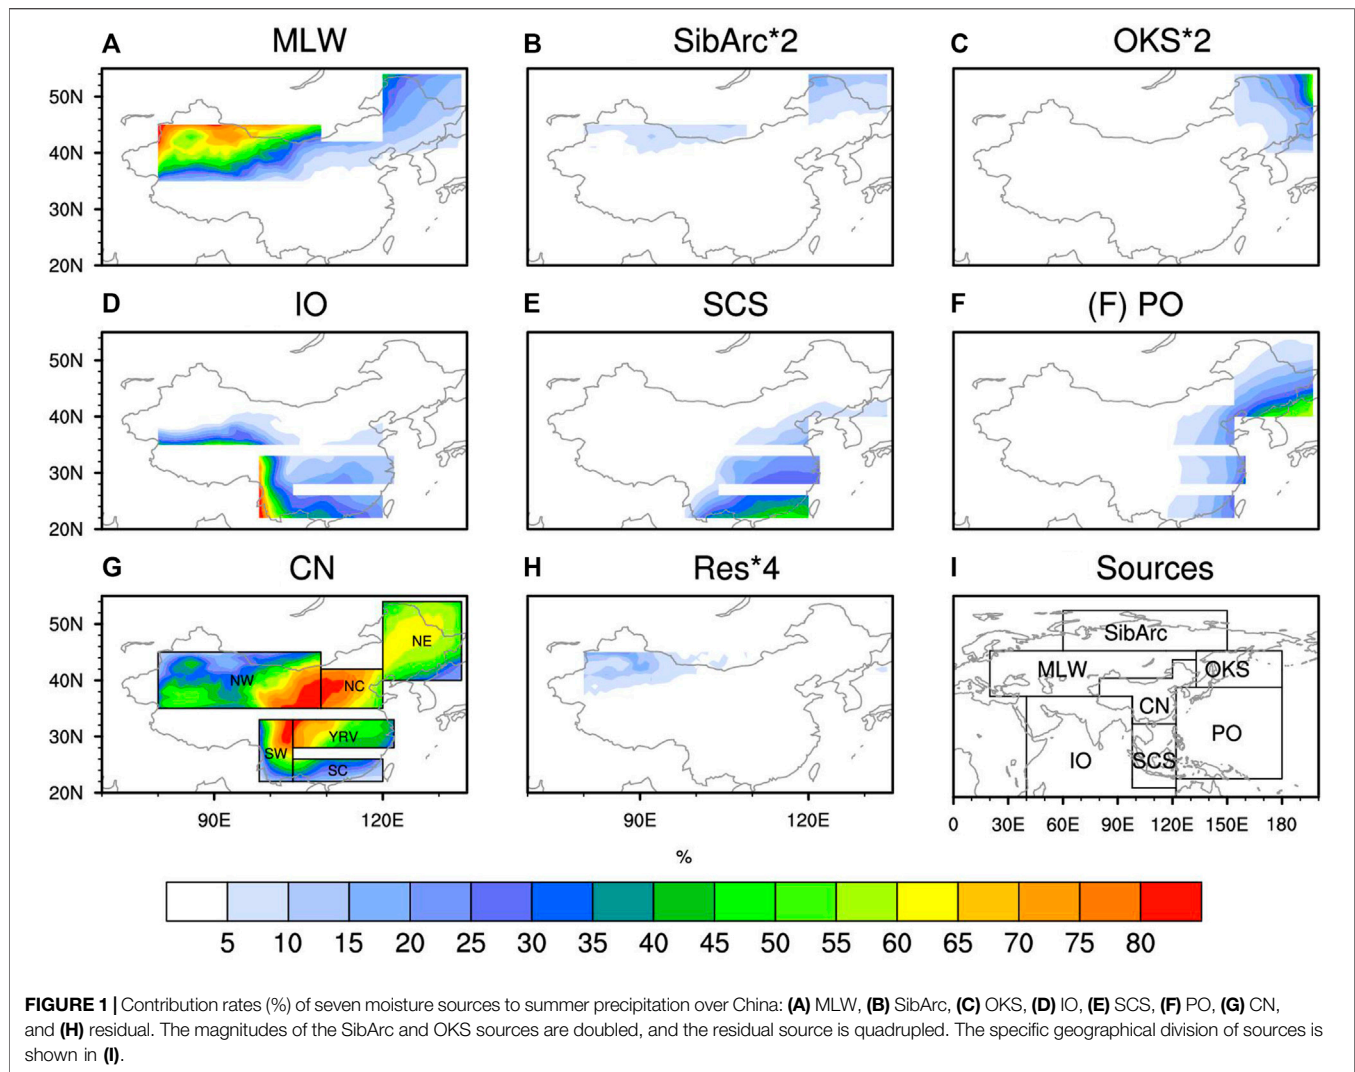 A MLW
B SibArc*2
C OKS*2
50N
40N
30N
20N
D IO
E SCS
F (F) PO
50N
40N
30N
20N
G CN
H Res*4
I Sources
50N
40N
30N
20N
NE
NW
NC
YRV
SW
SC
SibArc
MLW
OKS
CN
PO
IO
SCS
90E 120E
90E 120E
0 30E 60E 90E 120E 150E 180
%
5 10 15 20 25 30 35 40 45 50 55 60 65 70 75 80
FIGURE 1 | Contribution rates (%) of seven moisture sources to summer precipitation over China: (A) MLW, (B) SibArc, (C) OKS, (D) IO, (E) SCS, (F) PO, (G) CN,
and (H) residual. The magnitudes of the SibArc and OKS sources are doubled, and the residual source is quadrupled. The specific geographical division of sources is
shown in (I).